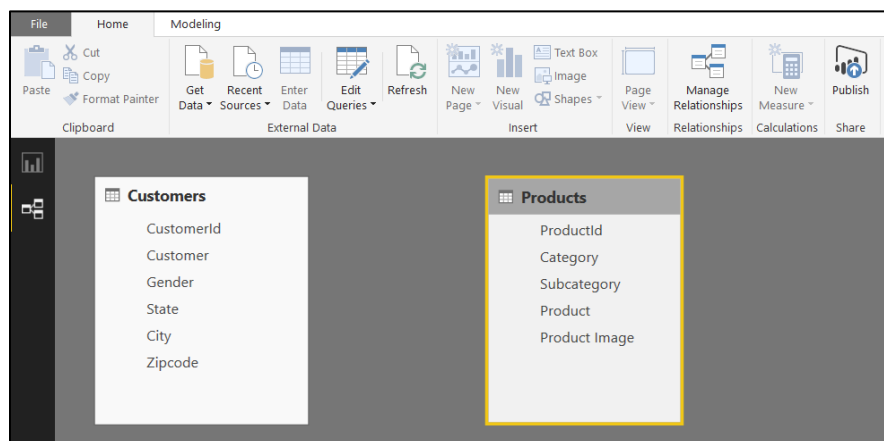 File Home Modeling
Paste
Cut
Copy
Format Painter
Clipboard
Get Data
Recent Sources
Enter Data
Edit Queries
Refresh
External Data
New Page
New Visual
Text Box
Image
Shapes
Insert
Page View
View
Manage Relationships
Relationships
New Measure
Calculations
Publish
Share
Customers
CustomerId
Customer
Gender
State
City
Zipcode
Products
ProductId
Category
Subcategory
Product
Product Image